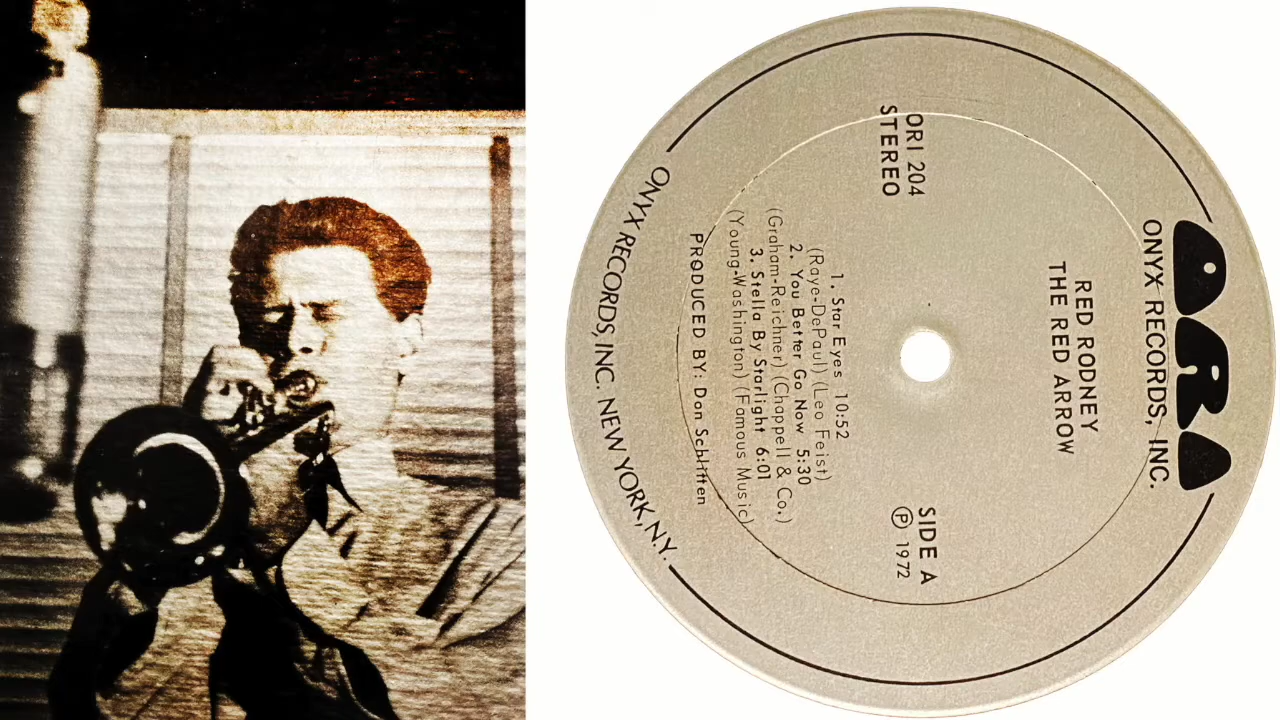 ONYX RECORDS, INC.
RED RODNEY
THE RED ARROW
ORI 204
STEREO
SIDE A
℗ 1972
1. Star Eyes 10:52
(Raye-DePaul) (Leo Feist)
2. You Better Go Now 5:30
(Graham-Reichner) (Chappell & Co.)
3. Stella By Starlight 6:01
(Young-Washington) (Famous Music)
PRODUCED BY: Don Schlitten
ONYX RECORDS, INC. NEW YORK, N.Y.